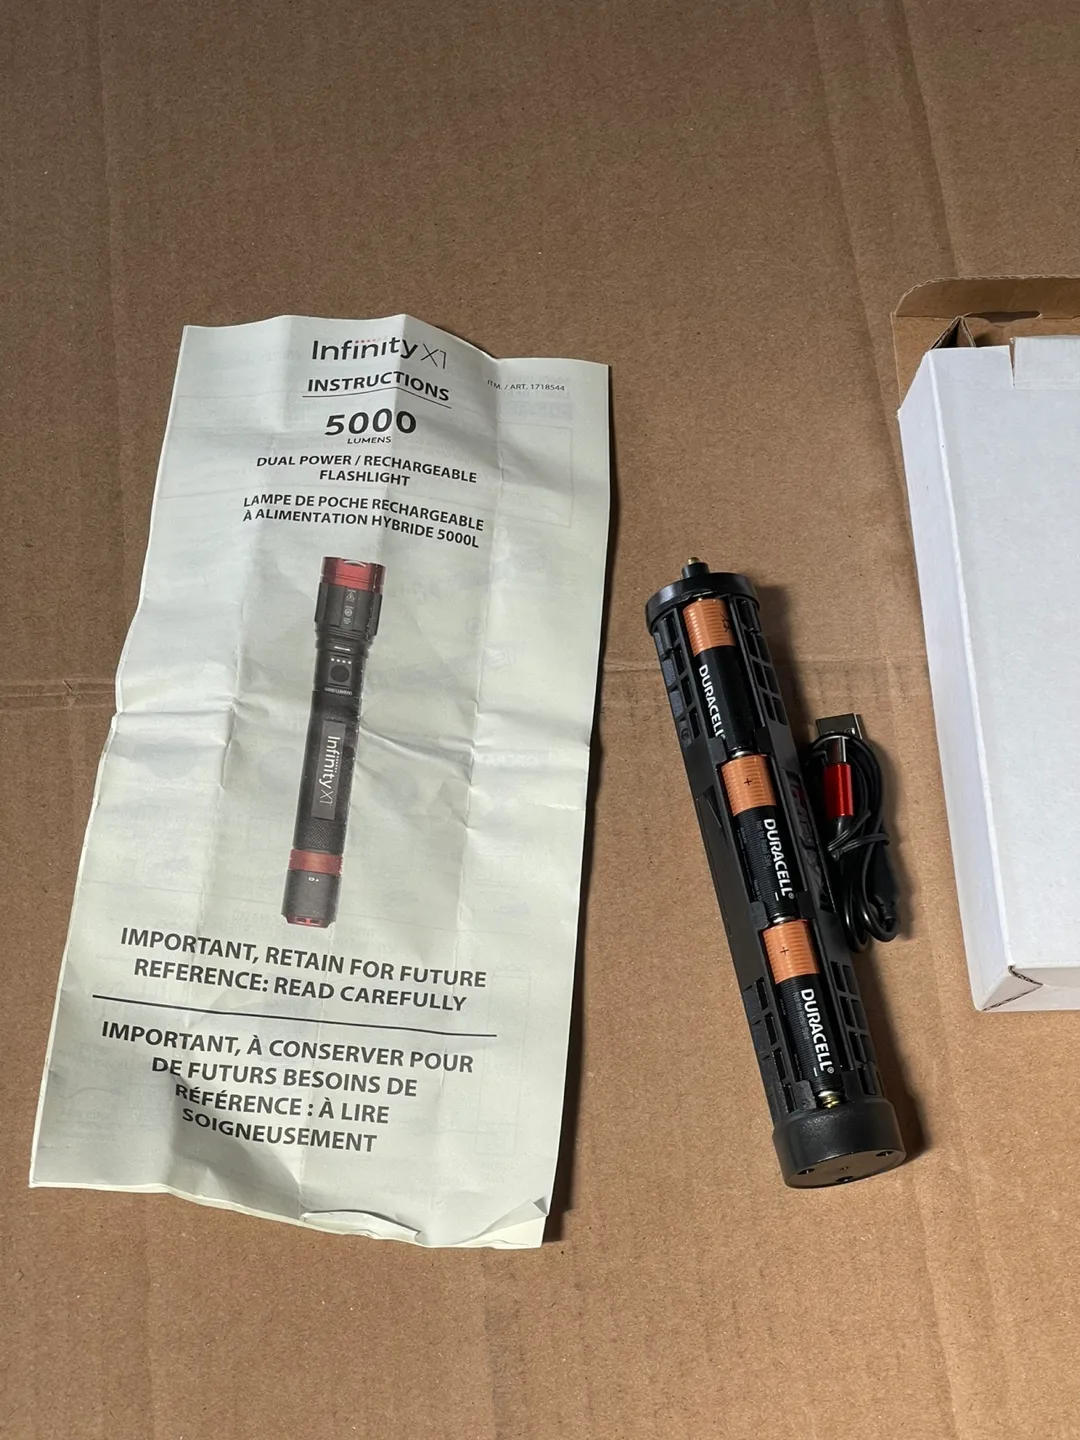 Infinity X1
INSTRUCTIONS
ITM. / ART. 1718544
5000
LUMENS
DUAL POWER / RECHARGEABLE
FLASHLIGHT
LAMPE DE POCHE RECHARGEABLE
À ALIMENTATION HYBRIDE 5000L
Infinity X1
IMPORTANT, RETAIN FOR FUTURE
REFERENCE: READ CAREFULLY
IMPORTANT, À CONSERVER POUR
DE FUTURS BESOINS DE
RÉFÉRENCE : À LIRE
SOIGNEUSEMENT
DURACELL
+
DURACELL®
+
DURACELL®